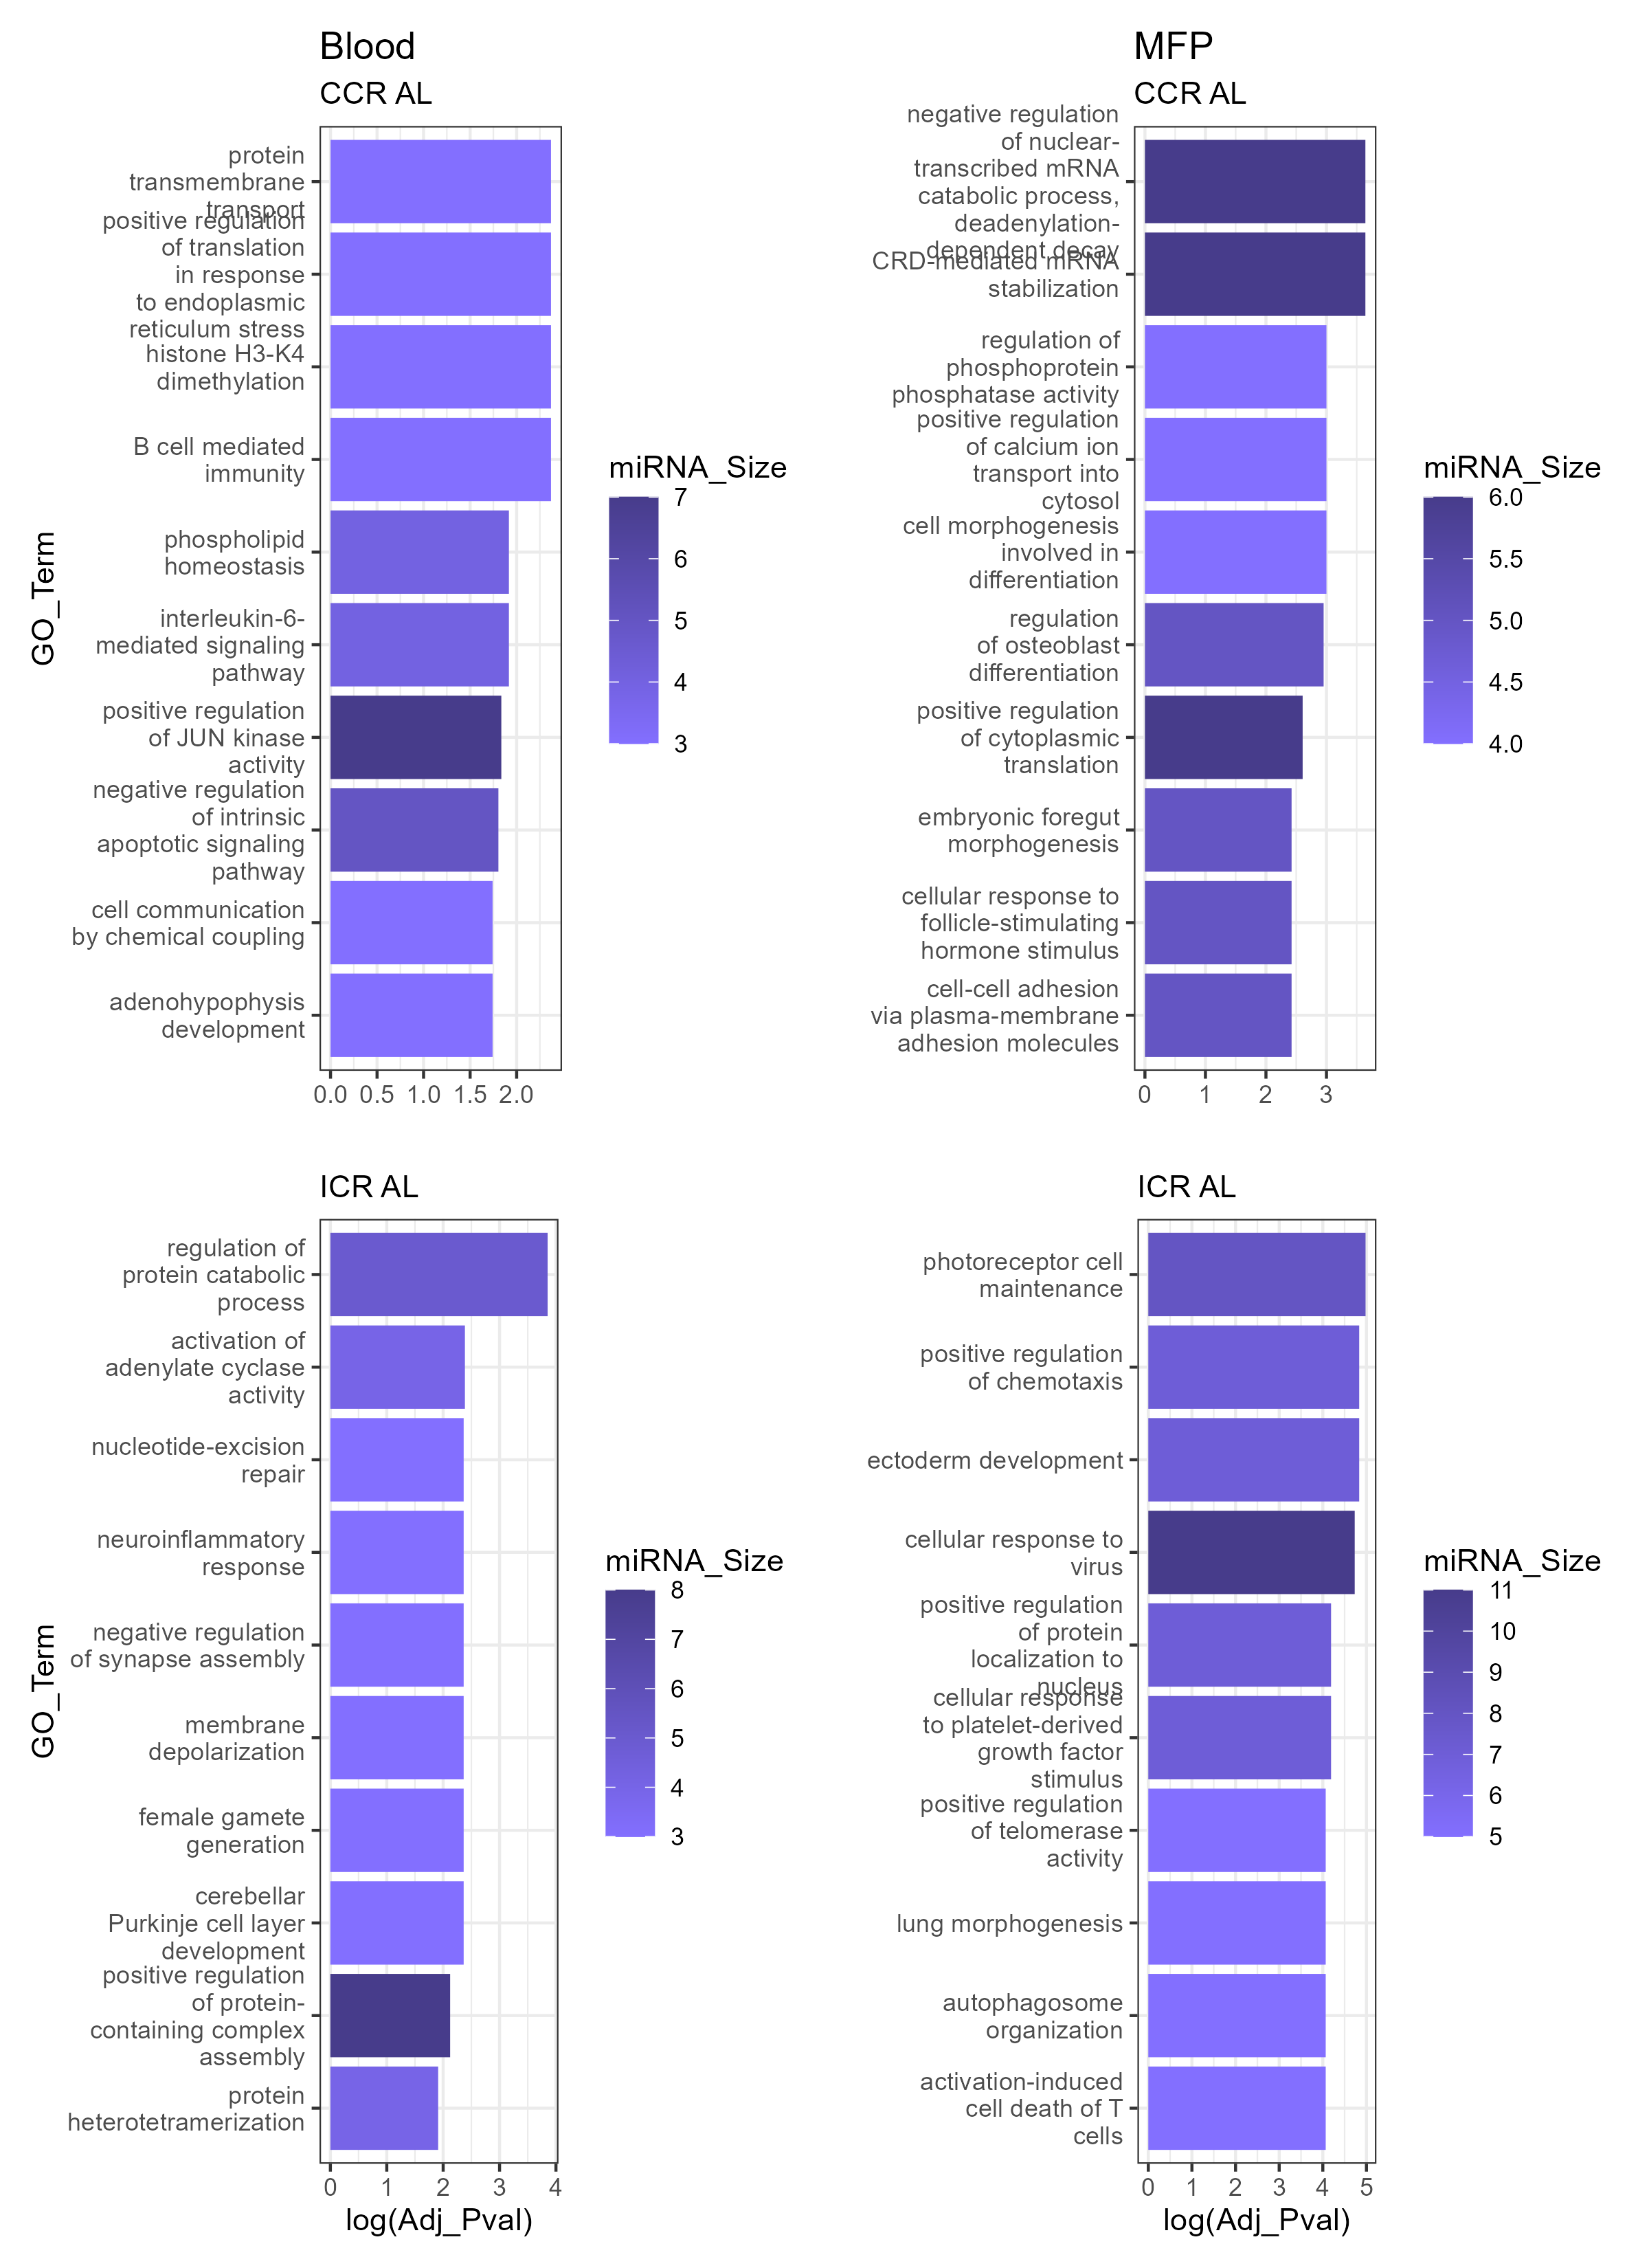 Blood
CCR AL
GO_Term
protein
transmembrane
transport
positive regulation
of translation
in response
to endoplasmic
reticulum stress
histone H3-K4
dimethylation
B cell mediated
immunity
phospholipid
homeostasis
interleukin-6-
mediated signaling
pathway
positive regulation
of JUN kinase
activity
negative regulation
of intrinsic
apoptotic signaling
pathway
cell communication
by chemical coupling
adenohypophysis
development
0.0 0.5 1.0 1.5 2.0
miRNA_Size
7
6
5
4
3
MFP
CCR AL
negative regulation
of nuclear-
transcribed mRNA
catabolic process,
deadenylation-
dependent decay
CRD-mediated mRNA
stabilization
regulation of
phosphoprotein
phosphatase activity
positive regulation
of calcium ion
transport into
cytosol
cell morphogenesis
involved in
differentiation
regulation
of osteoblast
differentiation
positive regulation
of cytoplasmic
translation
embryonic foregut
morphogenesis
cellular response to
follicle-stimulating
hormone stimulus
cell-cell adhesion
via plasma-membrane
adhesion molecules
0 1 2 3
miRNA_Size
6.0
5.5
5.0
4.5
4.0
ICR AL
GO_Term
regulation of
protein catabolic
process
activation of
adenylate cyclase
activity
nucleotide-excision
repair
neuroinflammatory
response
negative regulation
of synapse assembly
membrane
depolarization
female gamete
generation
cerebellar
Purkinje cell layer
development
positive regulation
of protein-
containing complex
assembly
protein
heterotetramerization
0 1 2 3 4
log(Adj_Pval)
miRNA_Size
8
7
6
5
4
3
ICR AL
photoreceptor cell
maintenance
positive regulation
of chemotaxis
ectoderm development
cellular response to
virus
positive regulation
of protein
localization to
nucleus
cellular response
to platelet-derived
growth factor
stimulus
positive regulation
of telomerase
activity
lung morphogenesis
autophagosome
organization
activation-induced
cell death of T
cells
0 1 2 3 4 5
log(Adj_Pval)
miRNA_Size
11
10
9
8
7
6
5